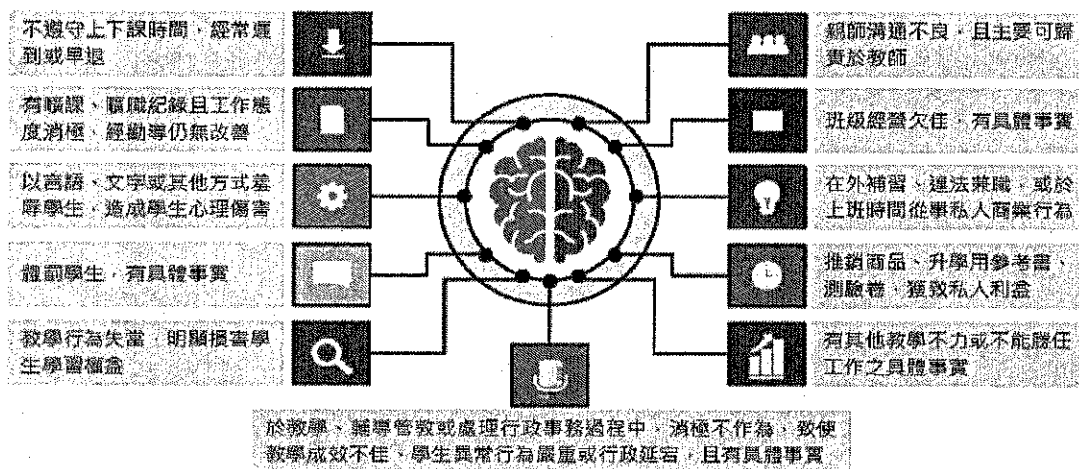 不遵守上下課時間，經常遲
到或早退
有曠課、曠職紀錄且工作態
度消極，經勸導仍無改善
以言語、文字或其他方式羞
辱學生，造成學生心理傷害
體罰學生，有具體事實
教學行為失當，明顯損害學
生學習權益
親師溝通不良，且主要可歸
責於教師
班級經營欠佳，有具體事實
在外補習、違法兼職，或於
上班時間從事私人商業行為
推銷商品、升學用參考書、
測驗卷，獲致私人利益
有其他教學不力或不能勝任
工作之具體事實
於教學、輔導管教或處理行政事務過程中，消極不作為，致使
教學成效不佳、學生異常行為嚴重或行政延宕，且有具體事實